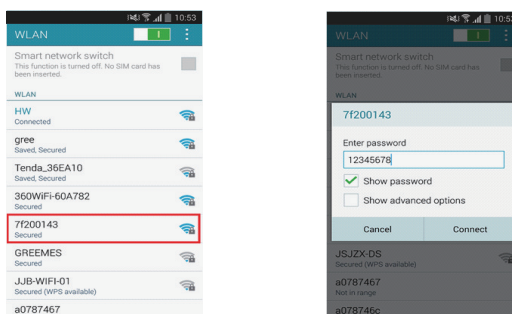 10:53
WLAN
Smart network switch
This function is turned off. No SIM card has
been inserted.
WLAN
HW
Connected
gree
Saved, Secured
Tenda_36EA10
Saved, Secured
360WiFi-60A782
Secured
7f200143
Secured
GREEMES
Secured
JJB-WIFI-01
Secured (WPS available)
a0787467
10:53
WLAN
Smart network switch
This function is turned off. No SIM card has
been inserted.
WLAN
7f200143
Enter password
12345678
Show password
Show advanced options
Cancel Connect
JSJZX-DS
Secured (WPS available)
a0787467
Not in range
a078746c